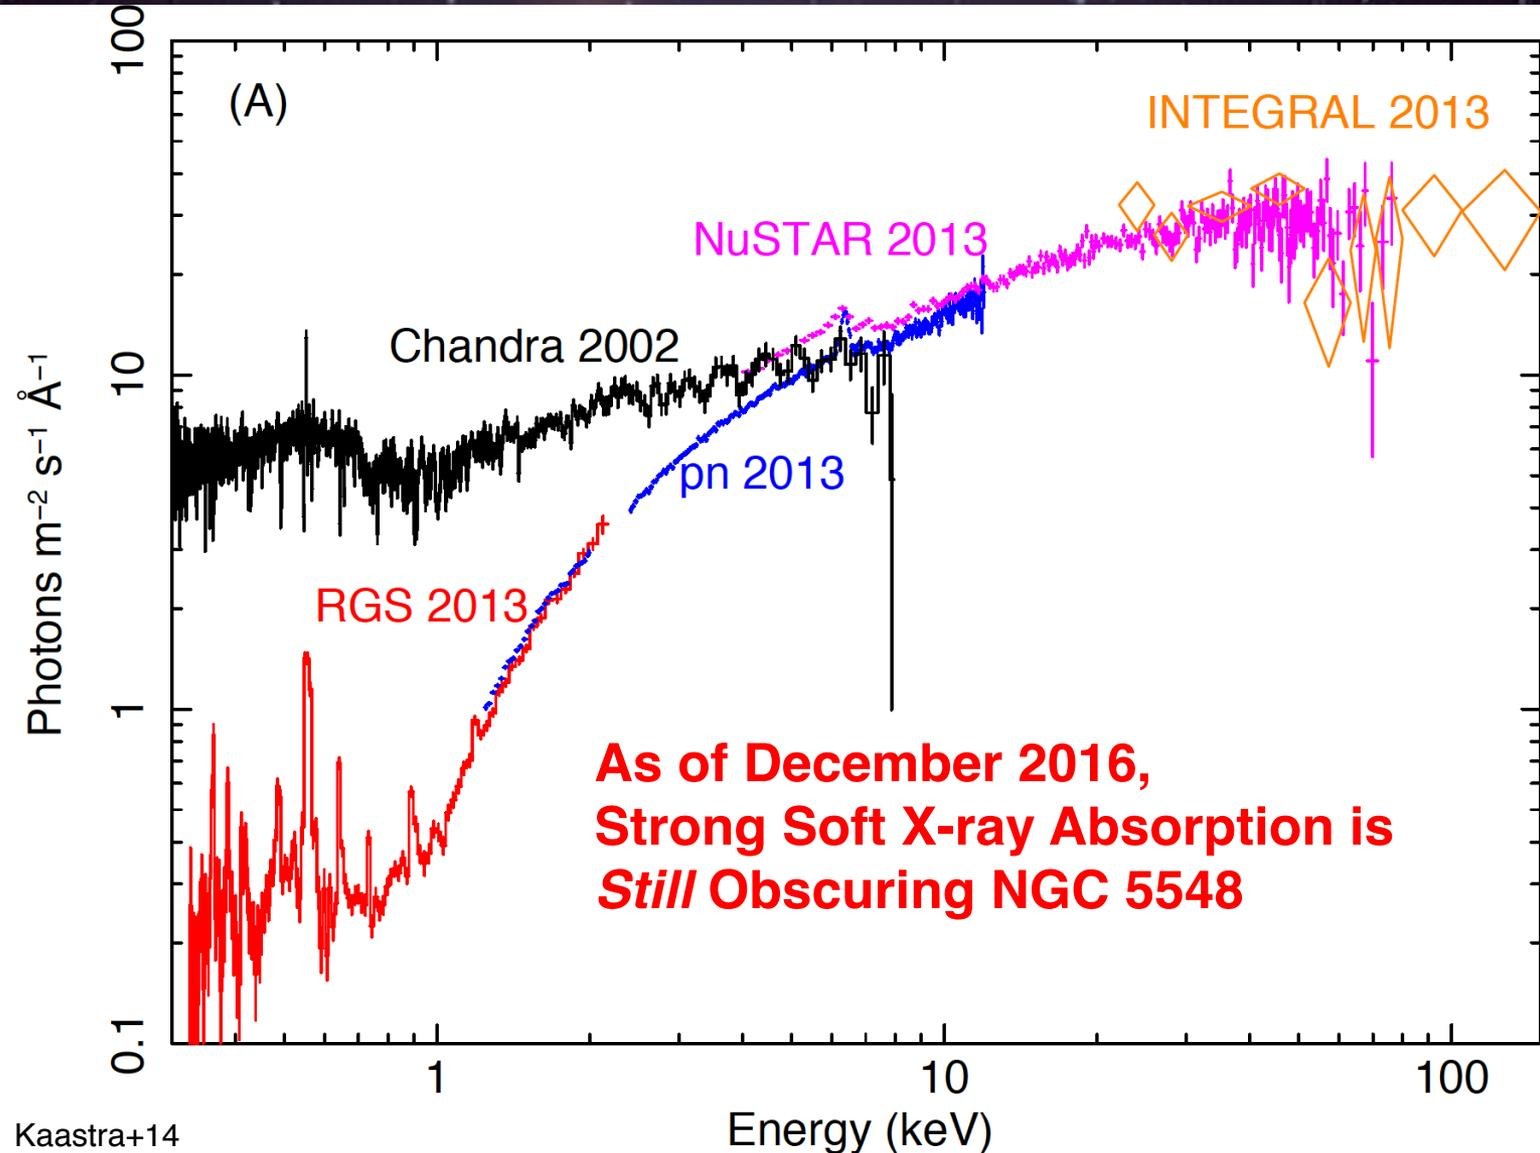 (A)
INTEGRAL 2013
NuSTAR 2013
Chandra 2002
pn 2013
RGS 2013
As of December 2016,
Strong Soft X-ray Absorption is
Still Obscuring NGC 5548
Photons m⁻² s⁻¹ Å⁻¹
100
10
1
0.1
1 10 100
Energy (keV)
Kaastra+14